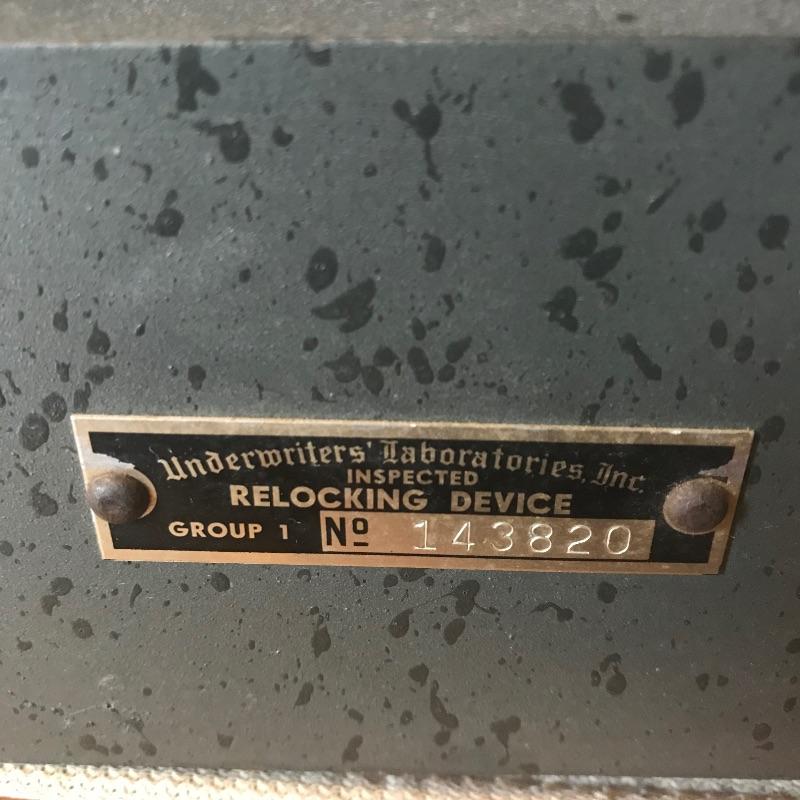 Underwriters' Laboratories, Inc.
INSPECTED
RELOCKING DEVICE
GROUP 1 Nº 143820